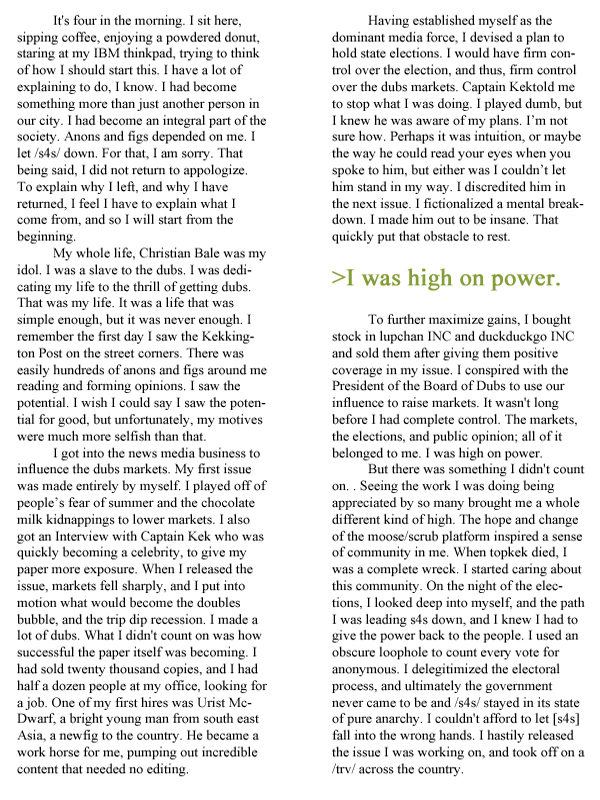 It's four in the morning. I sit here,
sipping coffee, enjoying a powdered donut,
staring at my IBM thinkpad, trying to think
of how I should start this. I have a lot of
explaining to do, I know. I had become
something more than just another person in
our city. I had become an integral part of the
society. Anons and figs depended on me. I
let /s4s/ down. For that, I am sorry. That
being said, I did not return to appologize.
To explain why I left, and why I have
returned, I feel I have to explain what I
come from, and so I will start from the
beginning.
My whole life, Christian Bale was my
idol. I was a slave to the dubs. I was dedi-
cating my life to the thrill of getting dubs.
That was my life. It was a life that was
simple enough, but it was never enough. I
remember the first day I saw the Kekking-
ton Post on the street corners. There was
easily hundreds of anons and figs around me
reading and forming opinions. I saw the
potential. I wish I could say I saw the poten-
tial for good, but unfortunately, my motives
were much more selfish than that.
I got into the news media business to
influence the dubs markets. My first issue
was made entirely by myself. I played off of
people's fear of summer and the chocolate
milk kidnappings to lower markets. I also
got an Interview with Captain Kek who was
quickly becoming a celebrity, to give my
paper more exposure. When I released the
issue, markets fell sharply, and I put into
motion what would become the doubles
bubble, and the trip dip recession. I made a
lot of dubs. What I didn't count on was how
successful the paper itself was becoming. I
had sold twenty thousand copies, and I had
half a dozen people at my office, looking for
a job. One of my first hires was Urist Mc-
Dwarf, a bright young man from south east
Asia, a newfig to the country. He became a
work horse for me, pumping out incredible
content that needed no editing.
Having established myself as the
dominant media force, I devised a plan to
hold state elections. I would have firm con-
trol over the election, and thus, firm control
over the dubs markets. Captain Kektold me
to stop what I was doing. I played dumb, but
I knew he was aware of my plans. I'm not
sure how. Perhaps it was intuition, or maybe
the way he could read your eyes when you
spoke to him, but either was I couldn't let
him stand in my way. I discredited him in
the next issue. I fictionalized a mental break-
down. I made him out to be insane. That
quickly put that obstacle to rest.
>I was high on power.
To further maximize gains, I bought
stock in lupchan INC and duckduckgo INC
and sold them after giving them positive
coverage in my issue. I conspired with the
President of the Board of Dubs to use our
influence to raise markets. It wasn't long
before I had complete control. The markets,
the elections, and public opinion; all of it
belonged to me. I was high on power.
But there was something I didn't count
on. . Seeing the work I was doing being
appreciated by so many brought me a whole
different kind of high. The hope and change
of the moose/scrub platform inspired a sense
of community in me. When topkek died, I
was a complete wreck. I started caring about
this community. On the night of the elec-
tions, I looked deep into myself, and the path
I was leading s4s down, and I knew I had to
give the power back to the people. I used an
obscure loophole to count every vote for
anonymous. I delegitimized the electoral
process, and ultimately the government
never came to be and /s4s/ stayed in its state
of pure anarchy. I couldn't afford to let [s4s]
fall into the wrong hands. I hastily released
the issue I was working on, and took off on a
/trv/ across the country.